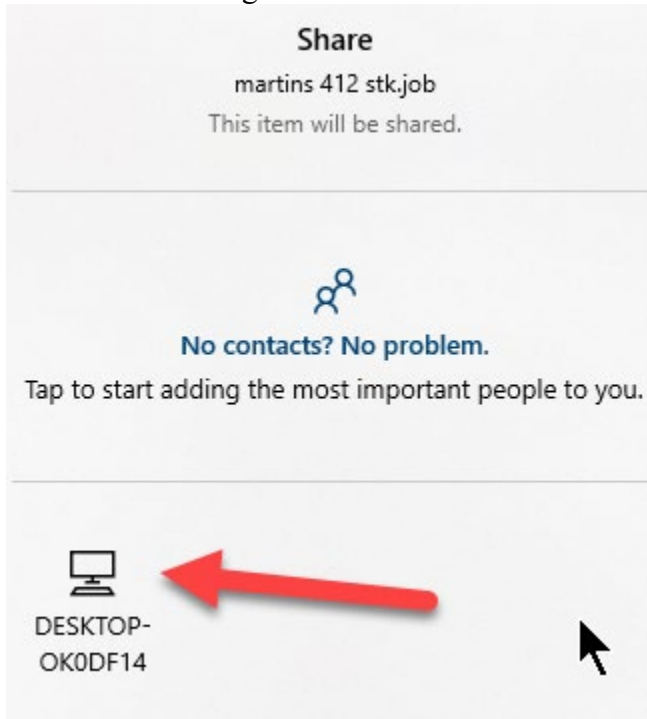 Share
martins 412 stk.job
This item will be shared.
No contacts? No problem.
Tap to start adding the most important people to you.
DESKTOP-
OK0DF14